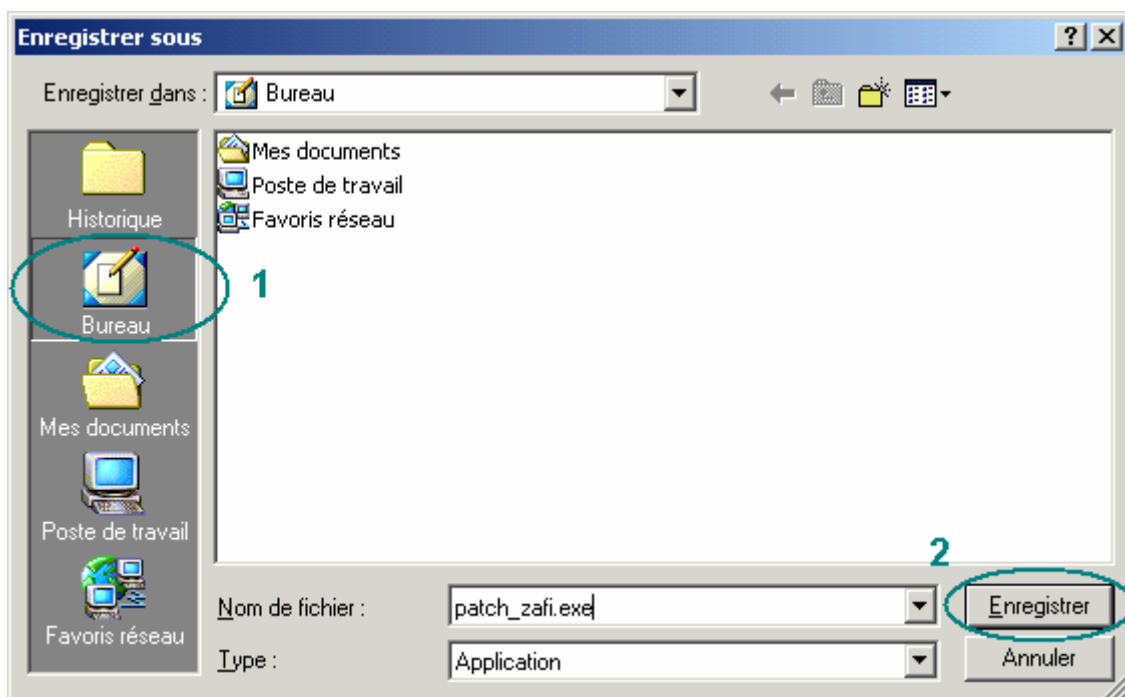 Enregistrer sous
Enregistrer dans : Bureau
Historique
Bureau
Mes documents
Poste de travail
Favoris réseau
1
Mes documents
Poste de travail
Favoris réseau
2
Nom de fichier : patch_zafi.exe Enregistrer
Type : Application Annuler